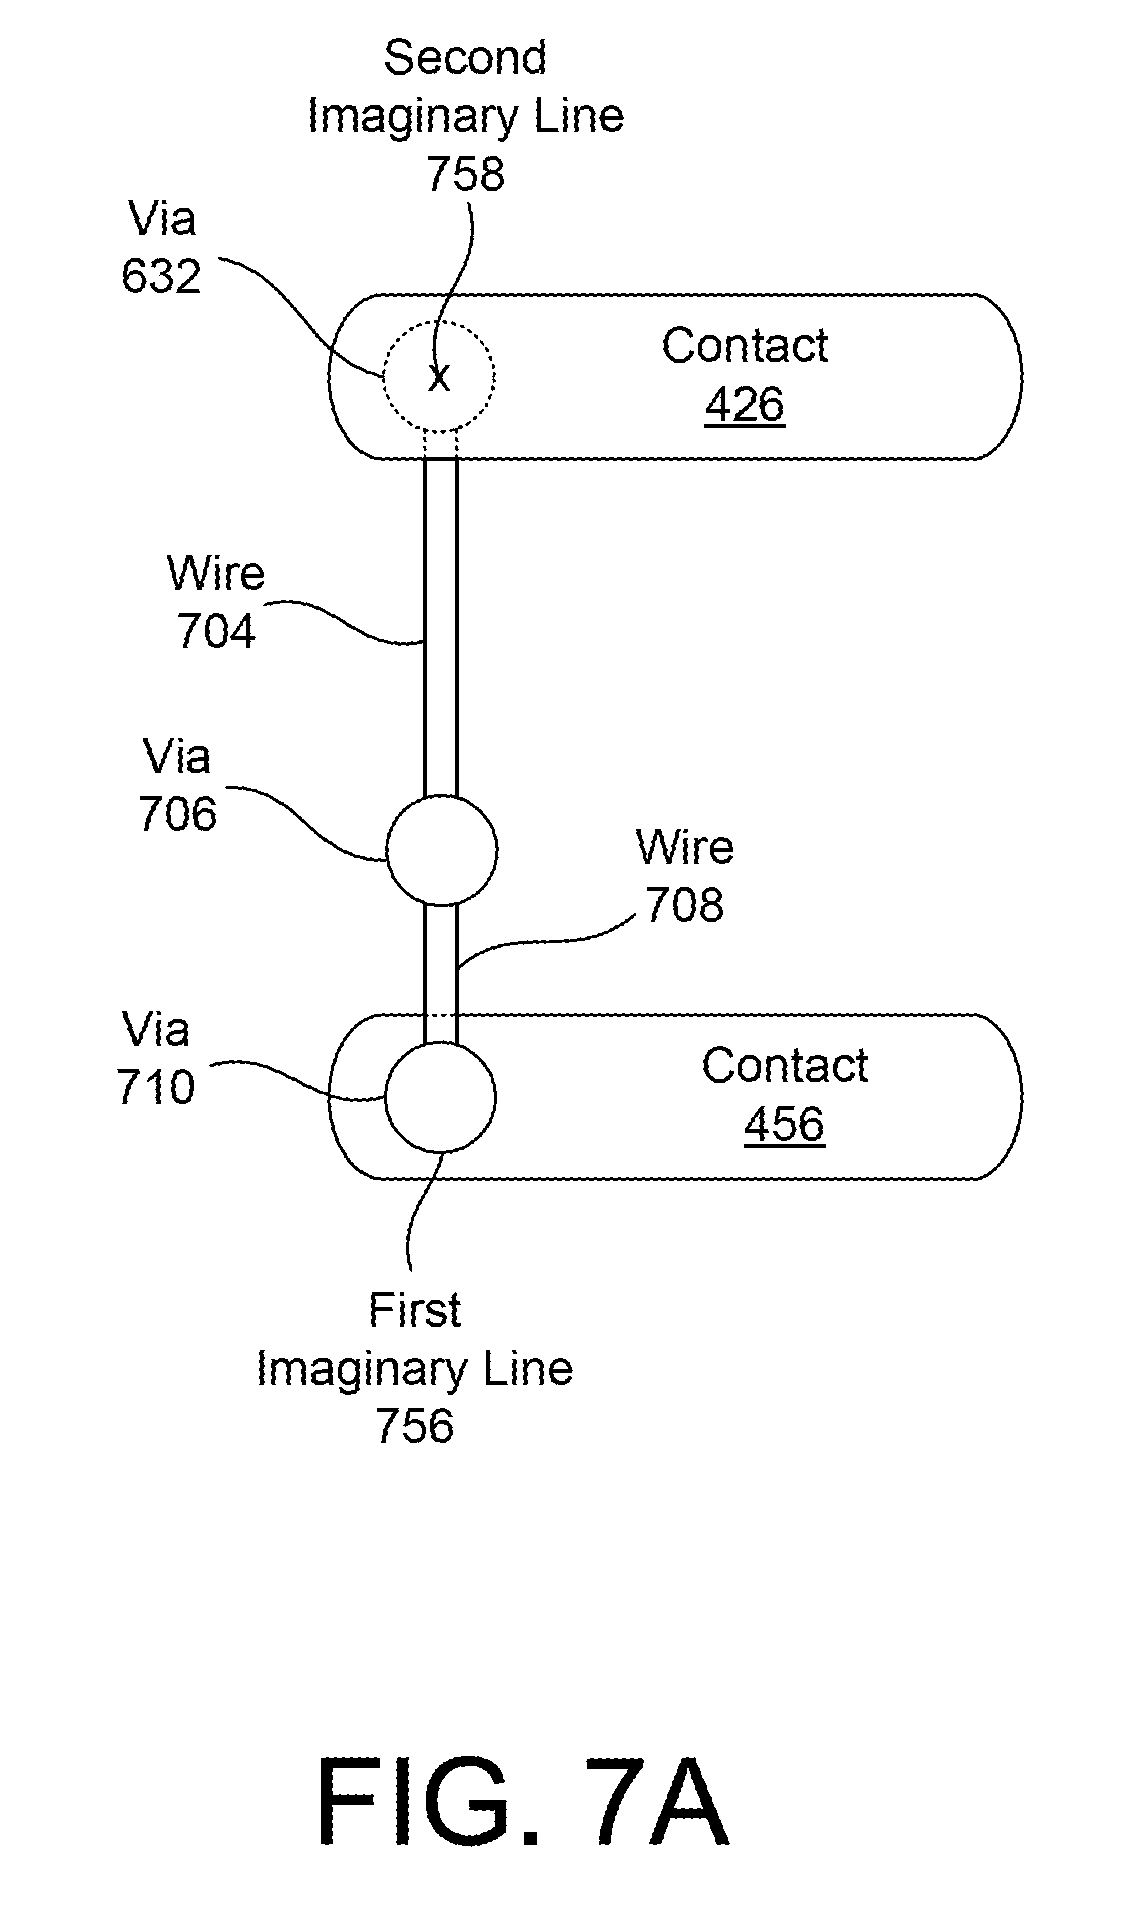 Second
Imaginary Line
758
Via
632
Contact
426
X
Wire
704
Via
706
Wire
708
Via
710
Contact
456
First
Imaginary Line
756
FIG. 7A